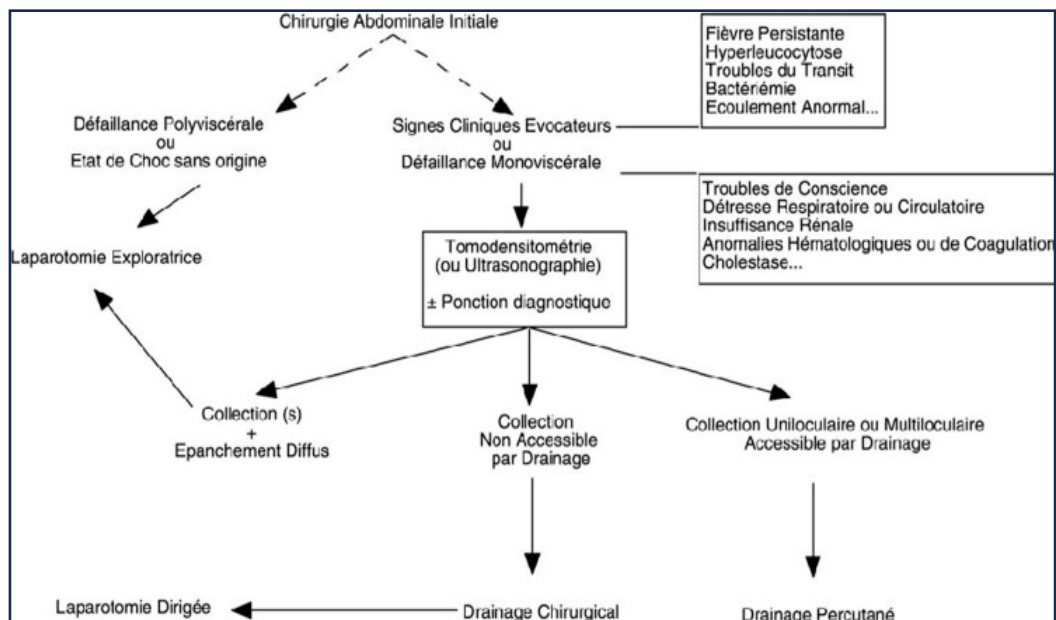 Chirurgie Abdominale Initiale
Fièvre Persistante
Hyperleucocytose
Troubles du Transit
Bactériémie
Ecoulement Anormal...
Défaillance Polyviscérale
ou
Etat de Choc sans origine
Signes Cliniques Evocateurs
ou
Défaillance Monoviscérale
Troubles de Conscience
Détresse Respiratoire ou Circulatoire
Insuffisance Rénale
Anomalies Hématologiques ou de Coagulation
Cholestase...
Laparotomie Exploratrice
Tomodensitométrie
(ou Ultrasonographie)
± Ponction diagnostique
Collection (s)
+
Epanchement Diffus
Collection
Non Accessible
par Drainage
Collection Uniloculaire ou Multiloculaire
Accessible par Drainage
Laparotomie Dirigée
Drainage Chirurgical
Drainage Percutané